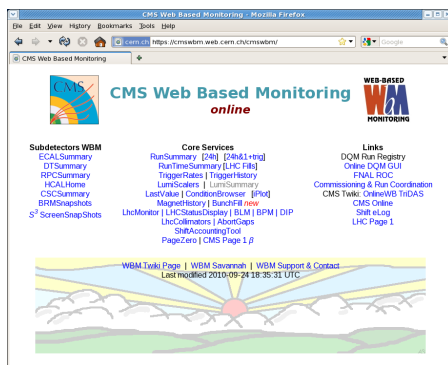 CMS Web Based Monitoring - Mozilla Firefox
File Edit View History Bookmarks Tools Help
cern.ch https://cmswbm.web.cern.ch/cmswbm/ Google
CMS Web Based Monitoring
CMS
CMS Web Based Monitoring
online
WEB-BASED
WBM
MONITORING
Subdetectors WBM
ECALSummary
DTSummary
RPCSummary
HCALHome
CSCSummary
BRMSnapshots
S³ ScreenSnapShots
Core Services
RunSummary [24h] [24h&1+trig]
RunTimeSummary [LHC Fills]
TriggerRates | TriggerHistory
LumiScalers | LumiSummary
LastValue | ConditionBrowser [iPlot]
MagnetHistory | BunchFill new
LhcMonitor | LHCStatusDisplay | BLM | BPM | DIP
LhcCollimators | AbortGaps
ShiftAccountingTool
PageZero | CMS Page 1 β
Links
DQM Run Registry
Online DQM GUI
FNAL ROC
Commissioning & Run Coordination
CMS Twiki: OnlineWB TriDAS
CMS Online
Shift eLog
LHC Page 1
WBM Twiki Page | WBM Savannah | WBM Support & Contact
Last modified 2010-09-24 18:35:31 UTC